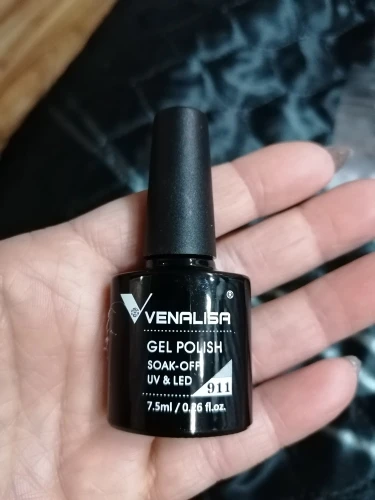 VENALISA®
GEL POLISH
SOAK-OFF
UV & LED
911
7.5ml / 0.26 fl.oz.